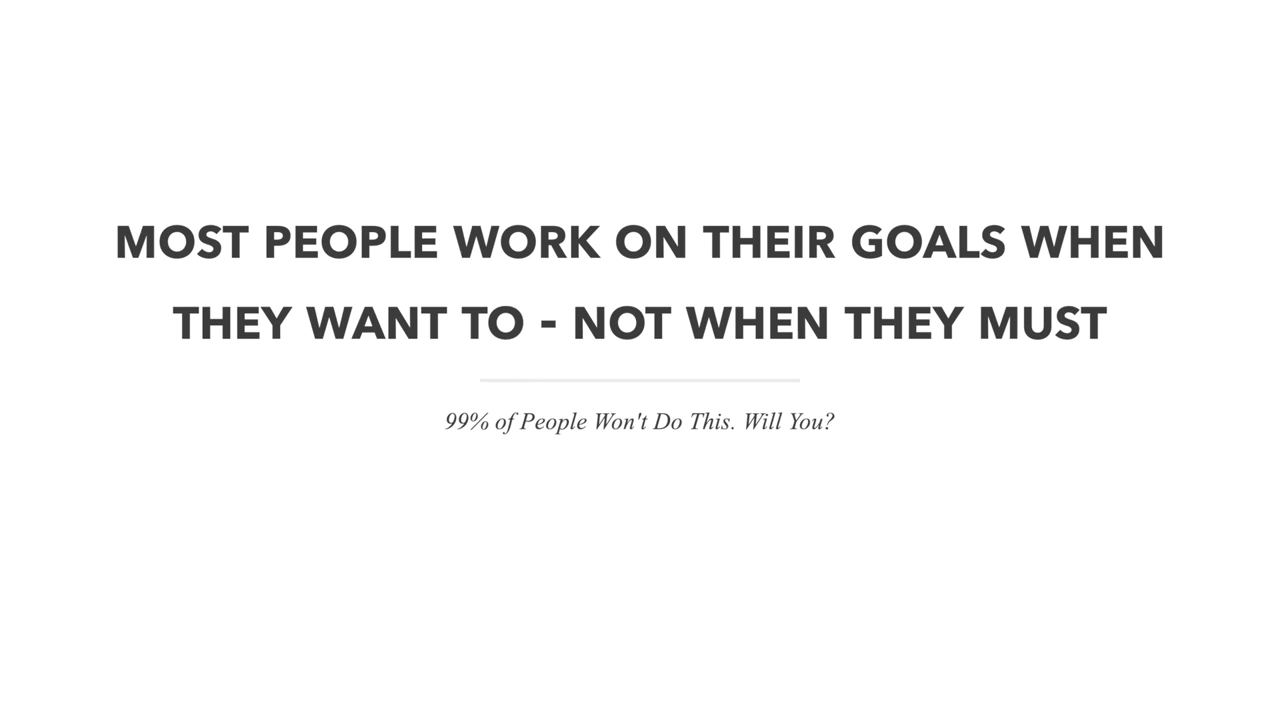 MOST PEOPLE WORK ON THEIR GOALS WHEN
THEY WANT TO - NOT WHEN THEY MUST
99% of People Won't Do This. Will You?